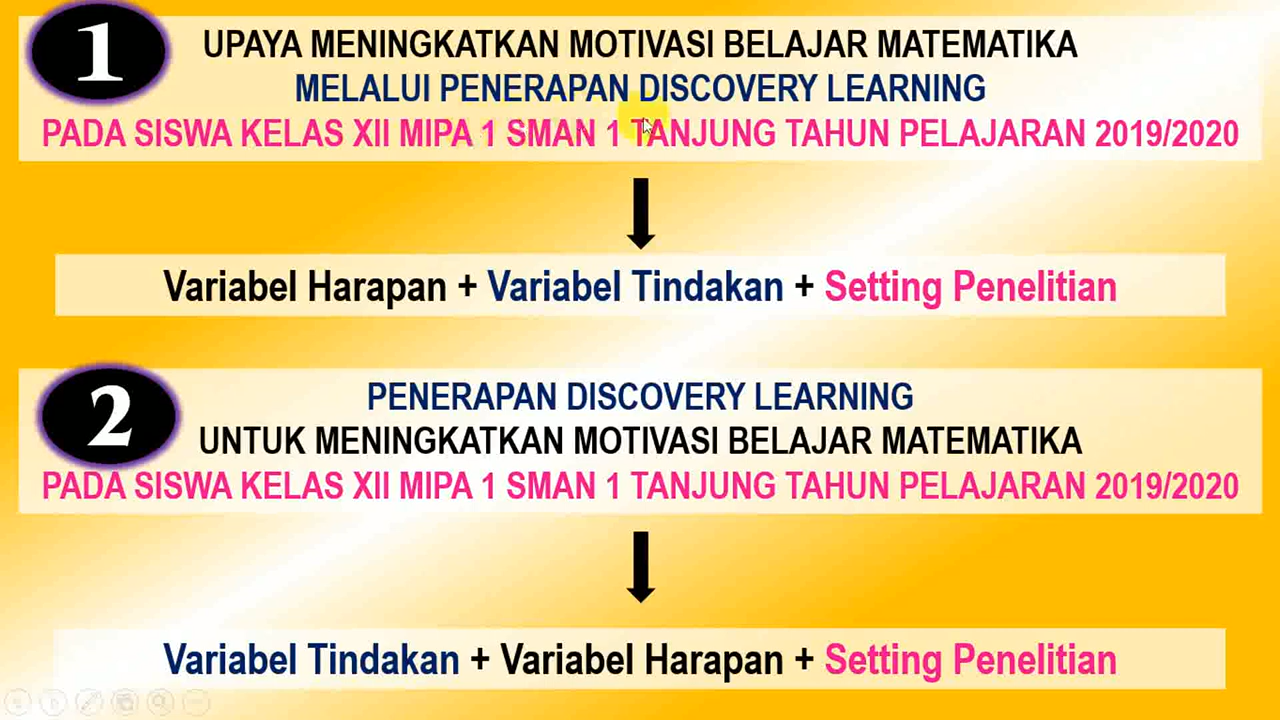 1
UPAYA MENINGKATKAN MOTIVASI BELAJAR MATEMATIKA
MELALUI PENERAPAN DISCOVERY LEARNING
PADA SISWA KELAS XII MIPA 1 SMAN 1 TANJUNG TAHUN PELAJARAN 2019/2020
Variabel Harapan + Variabel Tindakan + Setting Penelitian
2
PENERAPAN DISCOVERY LEARNING
UNTUK MENINGKATKAN MOTIVASI BELAJAR MATEMATIKA
PADA SISWA KELAS XII MIPA 1 SMAN 1 TANJUNG TAHUN PELAJARAN 2019/2020
Variabel Tindakan + Variabel Harapan + Setting Penelitian